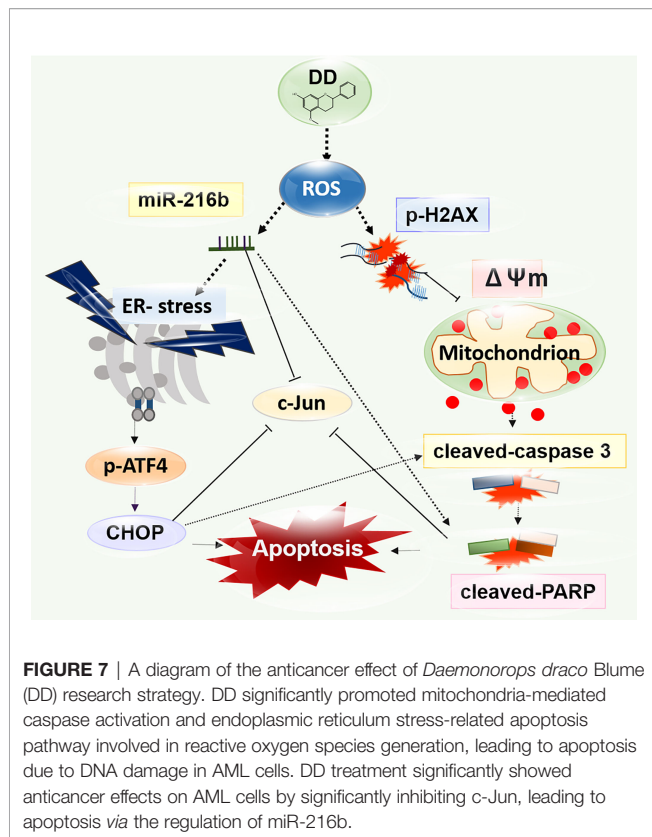 DD
ROS
miR-216b
p-H2AX
ER- stress
Δ Ψm
Mitochondrion
c-Jun
cleaved-caspase 3
p-ATF4
CHOP
Apoptosis
cleaved-PARP
FIGURE 7 | A diagram of the anticancer effect of Daemonorops draco Blume
(DD) research strategy. DD significantly promoted mitochondria-mediated
caspase activation and endoplasmic reticulum stress-related apoptosis
pathway involved in reactive oxygen species generation, leading to apoptosis
due to DNA damage in AML cells. DD treatment significantly showed
anticancer effects on AML cells by significantly inhibiting c-Jun, leading to
apoptosis via the regulation of miR-216b.